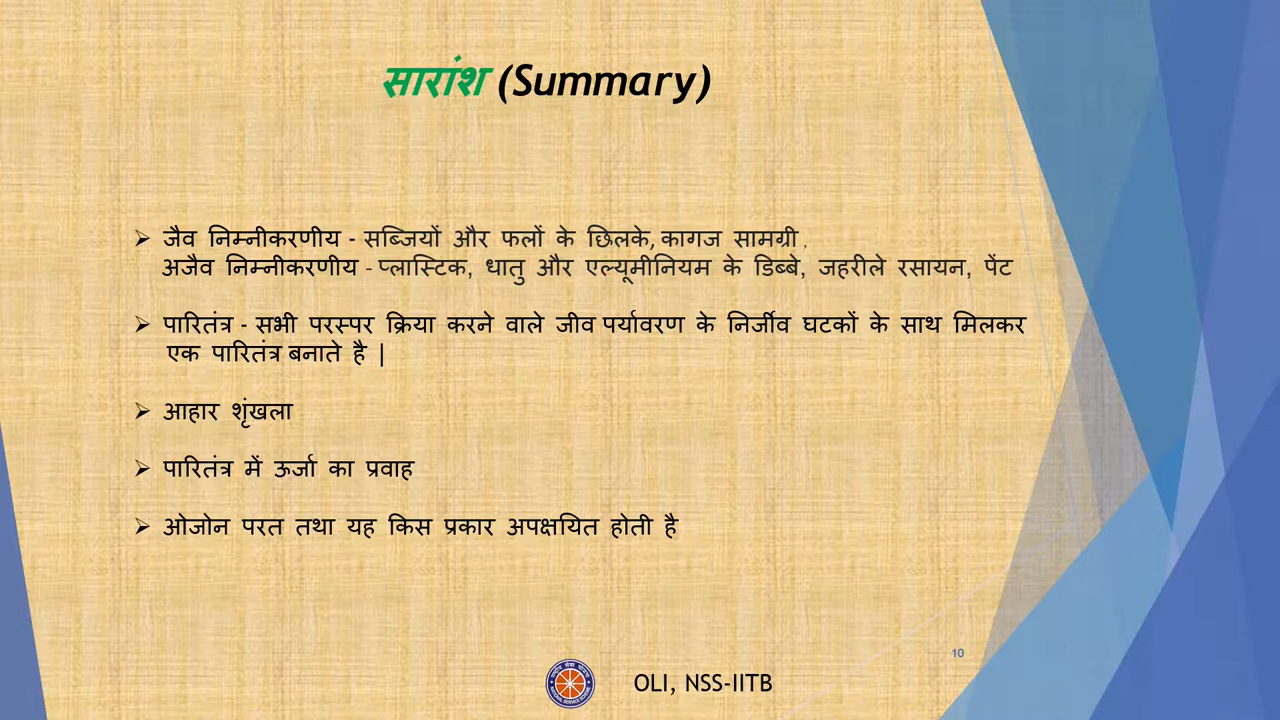 सारांश (Summary)
➢ जैव निम्नीकरणीय - सब्जियों और फलों के छिलके, कागज सामग्री .
अजैव निम्नीकरणीय - प्लास्टिक, धातु और एल्यूमीनियम के डिब्बे, जहरीले रसायन, पेंट
➢ पारितंत्र - सभी परस्पर क्रिया करने वाले जीव पर्यावरण के निर्जीव घटकों के साथ मिलकर
एक पारितंत्र बनाते है |
➢ आहार शृंखला
➢ पारितंत्र में ऊर्जा का प्रवाह
➢ ओजोन परत तथा यह किस प्रकार अपक्षयित होती है
10
OLI, NSS-IITB